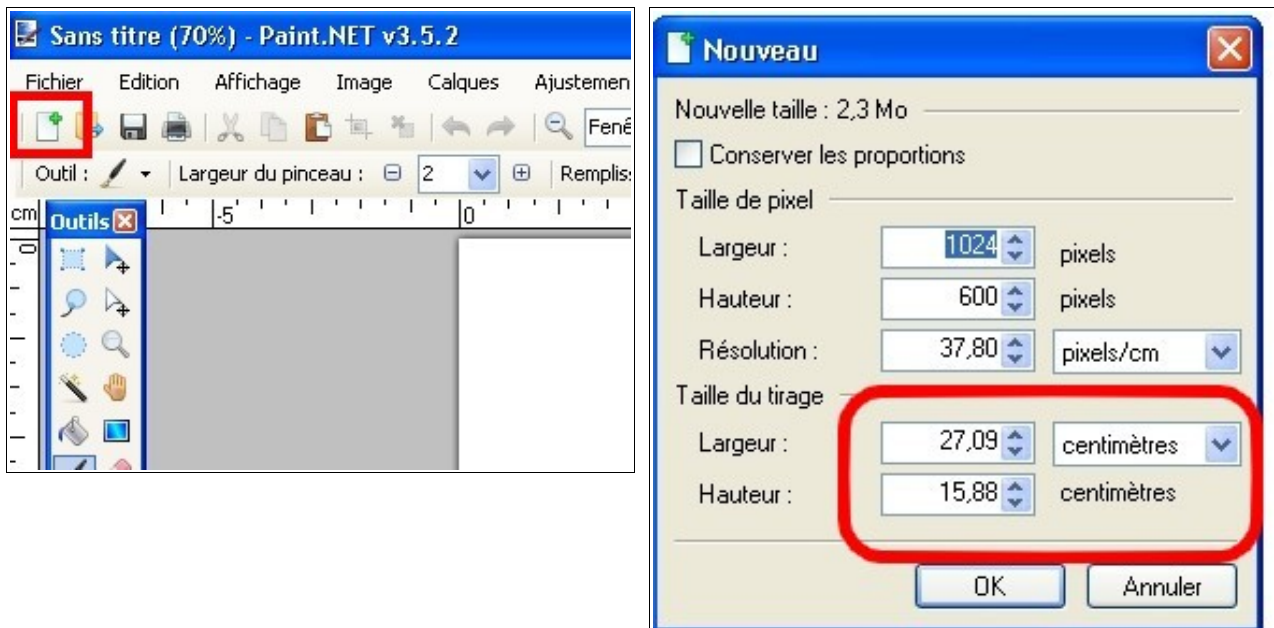 Sans titre (70%) - Paint.NET v3.5.2
Fichier Edition Affichage Image Calques Ajustemen
Fenê
Outil : Largeur du pinceau : 2 Remplis
cm -5 0
Outils
0
Nouveau
Nouvelle taille : 2,3 Mo
Conserver les proportions
Taille de pixel
Largeur : 1024 pixels
Hauteur : 600 pixels
Résolution : 37,80 pixels/cm
Taille du tirage
Largeur : 27,09 centimètres
Hauteur : 15,88 centimètres
OK Annuler